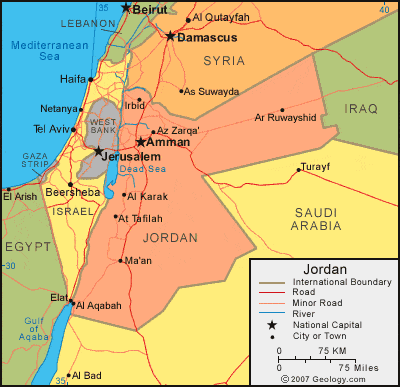 35
40
Beirut
Al Qutayfah
LEBANON
Damascus
Mediterranean
Sea
SYRIA
Haifa
As Suwayda
Irbid
IRAQ
Netanya
WEST
BANK
Ar Ruwayshid
Tel Aviv
Az Zarqa'
Amman
GAZA
STRIP
Jerusalem
Dead Sea
Turayf
El Arish
Beersheba
Al Karak
ISRAEL
At Tafilah
SAUDI
ARABIA
EGYPT
JORDAN
30
Ma'an
Elat
Al Aqabah
Gulf
of
Aqaba
35
Al Bad
Jordan
International Boundary
Road
Minor Road
River
National Capital
City or Town
0
75 KM
0
75 Miles
© 2007 Geology.com